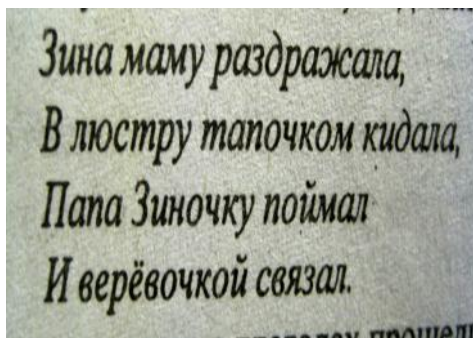 Зина маму раздражала,
В люстру тапочком кидала,
Папа Зиночку поймал
И верёвочкой связал.